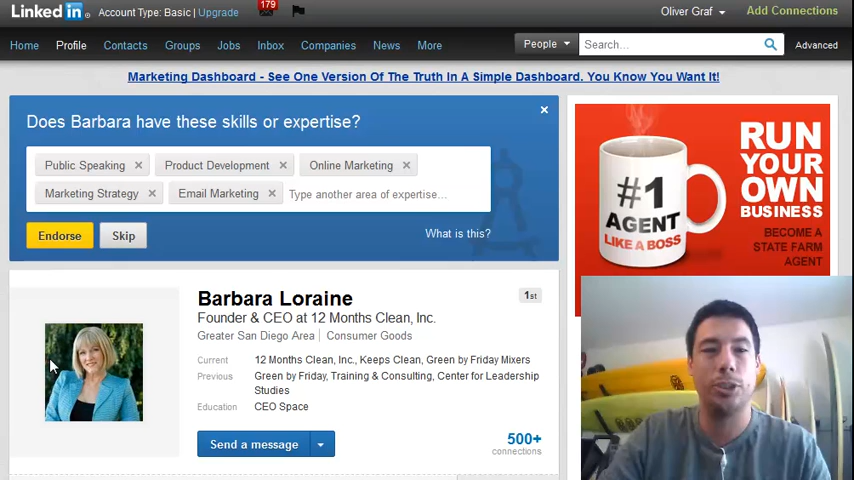 Linked in
Account Type: Basic | Upgrade
179
Oliver Graf
Add Connections
Home Profile Contacts Groups Jobs Inbox Companies News More
People Search... Advanced
Marketing Dashboard - See One Version Of The Truth In A Simple Dashboard. You Know You Want It!
Does Barbara have these skills or expertise?
Public Speaking Product Development Online Marketing
Marketing Strategy Email Marketing Type another area of expertise...
Endorse Skip What is this?
#1
AGENT
LIKE A BOSS
RUN
YOUR
OWN
BUSINESS
BECOME A
STATE FARM
AGENT
Barbara Loraine
1st
Founder & CEO at 12 Months Clean, Inc.
Greater San Diego Area | Consumer Goods
Current 12 Months Clean, Inc., Keeps Clean, Green by Friday Mixers
Previous Green by Friday, Training & Consulting, Center for Leadership
Studies
Education CEO Space
Send a message
500+
connections